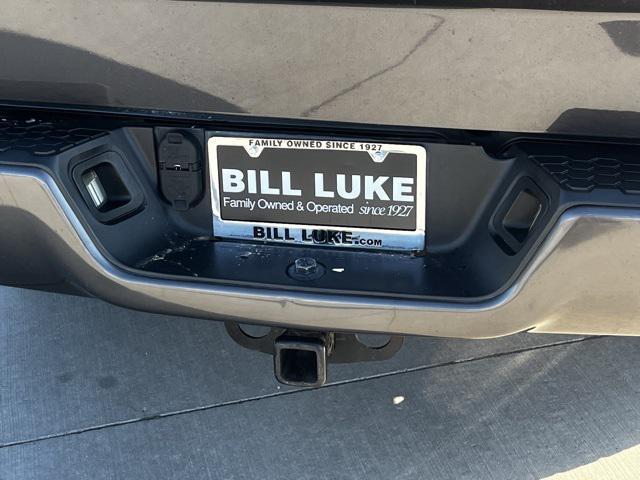 FAMILY OWNED SINCE 1927
BILL LUKE
Family Owned & Operated since 1927
BILL LUKE.COM